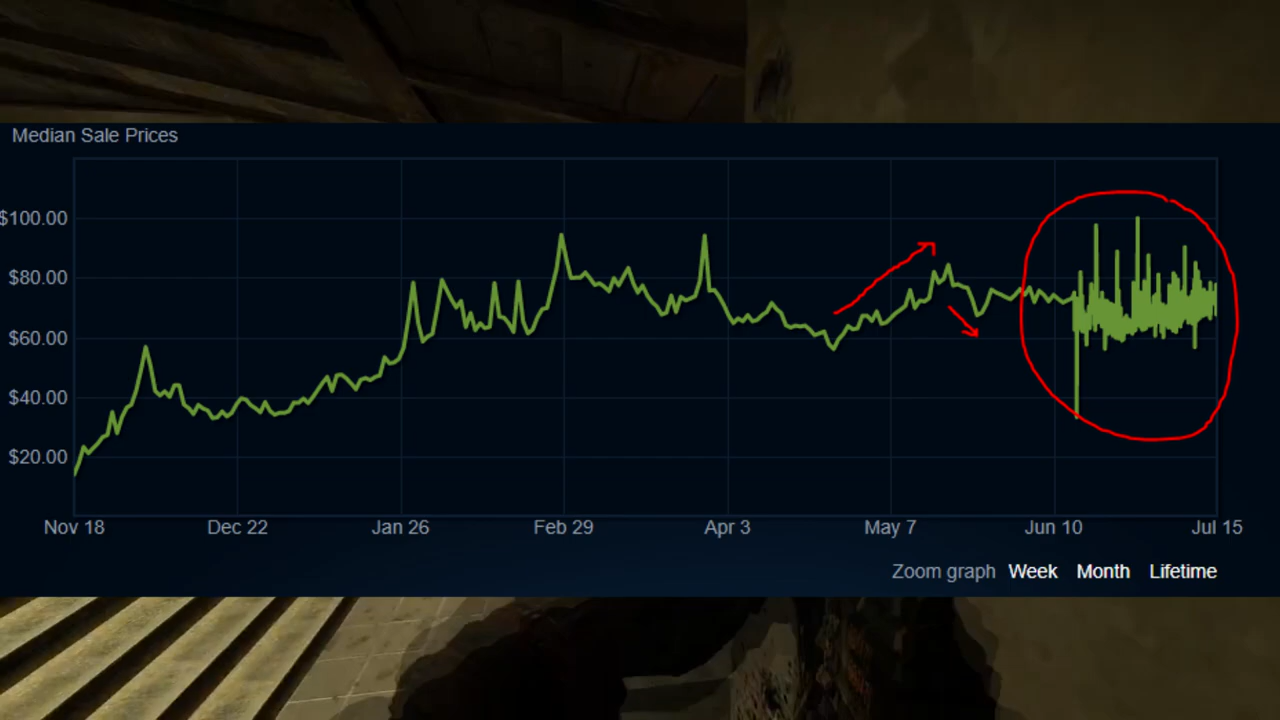 Median Sale Prices
$100.00
$80.00
$60.00
$40.00
$20.00
Nov 18 Dec 22 Jan 26 Feb 29 Apr 3 May 7 Jun 10 Jul 15
Zoom graph Week Month Lifetime